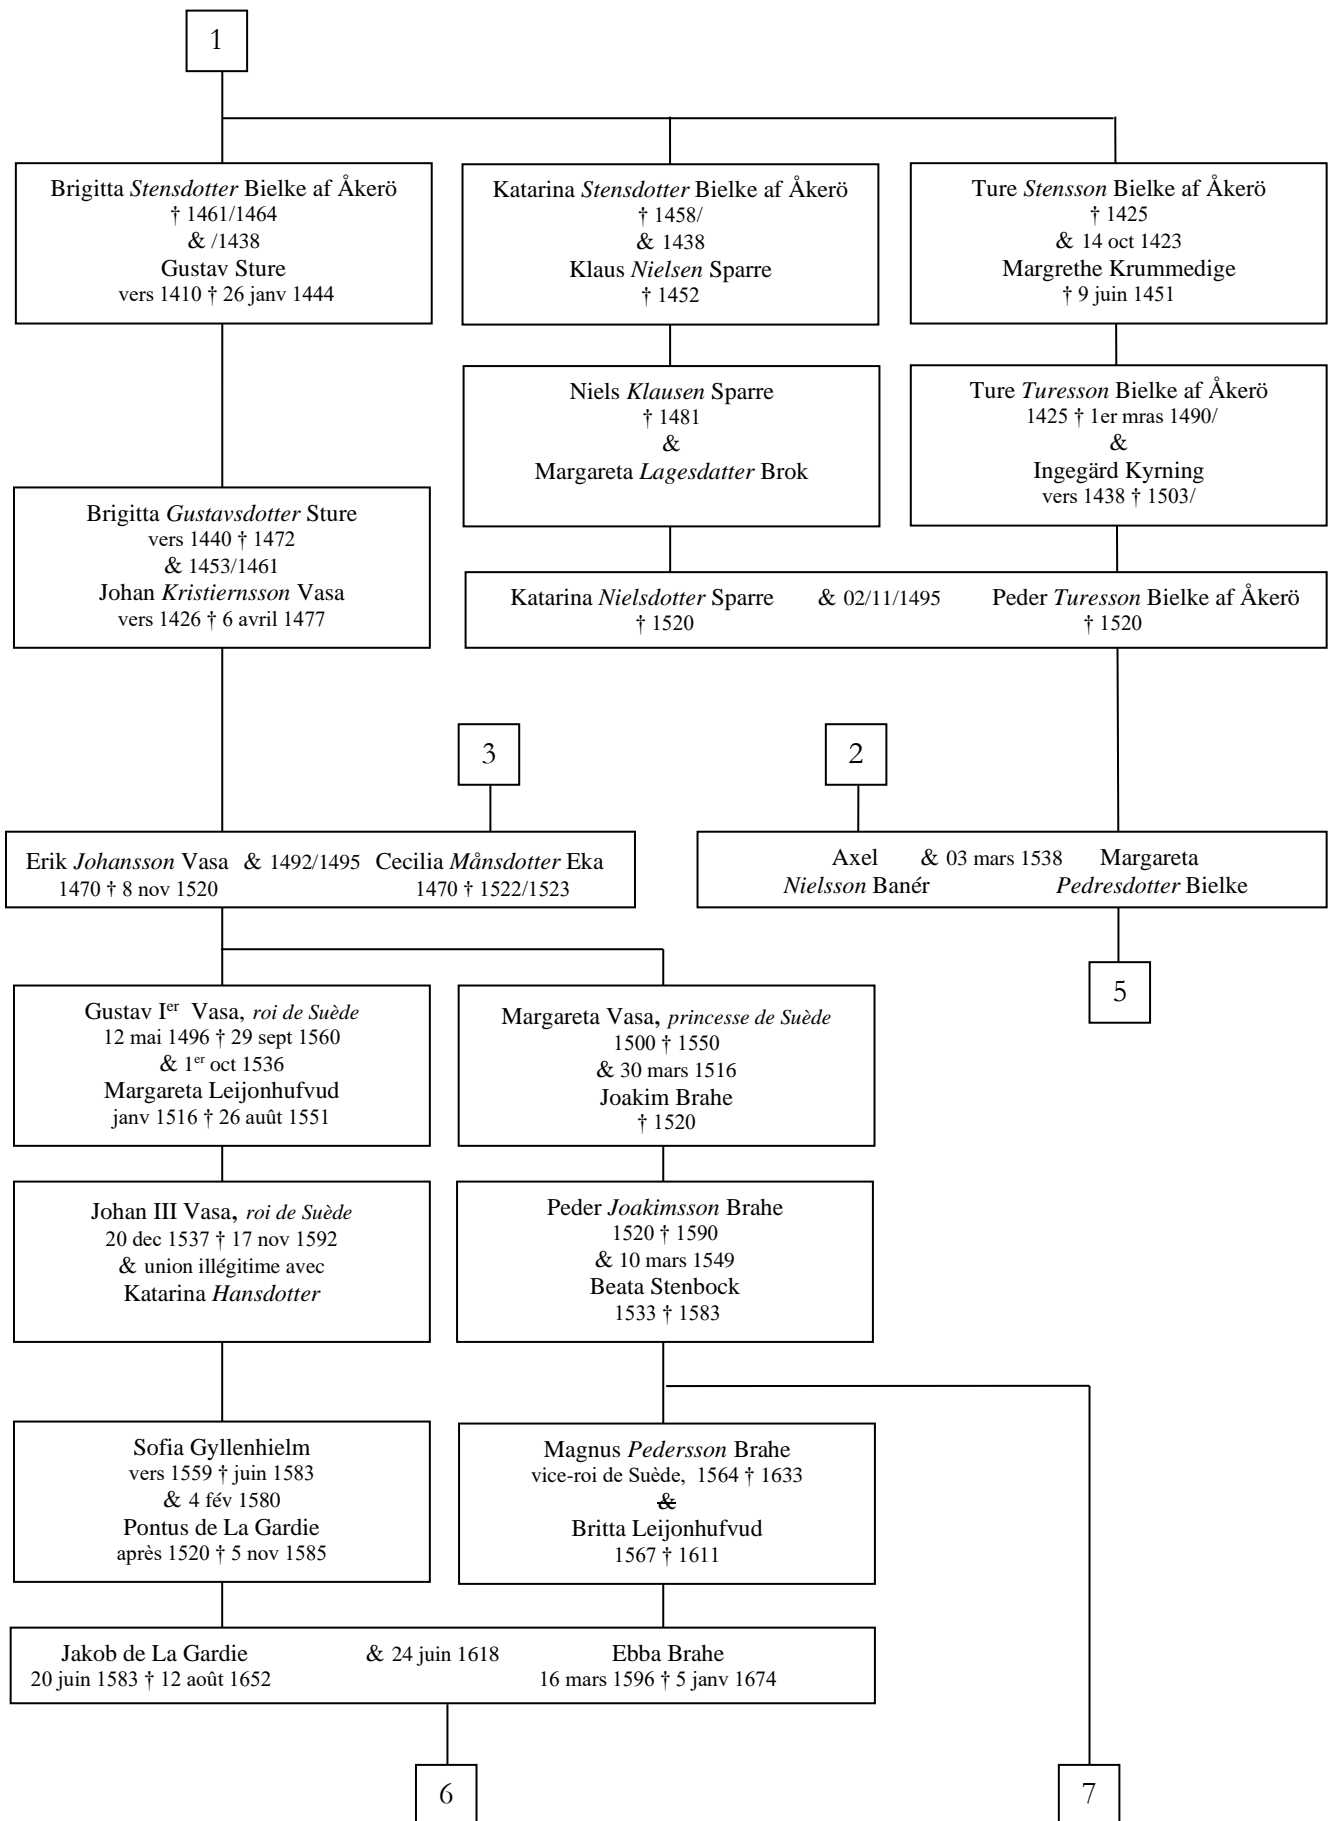 1
Brigitta Stensdotter Bielke af Åkerö
† 1461/1464
& /1438
Gustav Sture
vers 1410 † 26 janv 1444
Katarina Stensdotter Bielke af Åkerö
† 1458/
& 1438
Klaus Nielsen Sparre
† 1452
Ture Stensson Bielke af Åkerö
† 1425
& 14 oct 1423
Margrethe Krummedige
† 9 juin 1451
Niels Klausen Sparre
† 1481
&
Margareta Lagesdatter Brok
Ture Turesson Bielke af Åkerö
1425 † 1er mras 1490/
&
Ingegärd Kyrning
vers 1438 † 1503/
Brigitta Gustavsdotter Sture
vers 1440 † 1472
& 1453/1461
Johan Kristiernsson Vasa
vers 1426 † 6 avril 1477
Katarina Nielsdotter Sparre & 02/11/1495 Peder Turesson Bielke af Åkerö
† 1520 † 1520
3
2
Erik Johansson Vasa & 1492/1495 Cecilia Månsdotter Eka
1470 † 8 nov 1520 1470 † 1522/1523
Axel & 03 mars 1538 Margareta
Nielsson Banér Pedresdotter Bielke
5
Gustav Ier Vasa, roi de Suède
12 mai 1496 † 29 sept 1560
& 1er oct 1536
Margareta Leijonhufvud
janv 1516 † 26 auût 1551
Margareta Vasa, princesse de Suède
1500 † 1550
& 30 mars 1516
Joakim Brahe
† 1520
Johan III Vasa, roi de Suède
20 dec 1537 † 17 nov 1592
& union illégitime avec
Katarina Hansdotter
Peder Joakimsson Brahe
1520 † 1590
& 10 mars 1549
Beata Stenbock
1533 † 1583
Sofia Gyllenhielm
vers 1559 † juin 1583
& 4 fév 1580
Pontus de La Gardie
après 1520 † 5 nov 1585
Magnus Pedersson Brahe
vice-roi de Suède, 1564 † 1633
&
Britta Leijonhufvud
1567 † 1611
Jakob de La Gardie & 24 juin 1618 Ebba Brahe
20 juin 1583 † 12 août 1652 16 mars 1596 † 5 janv 1674
6
7